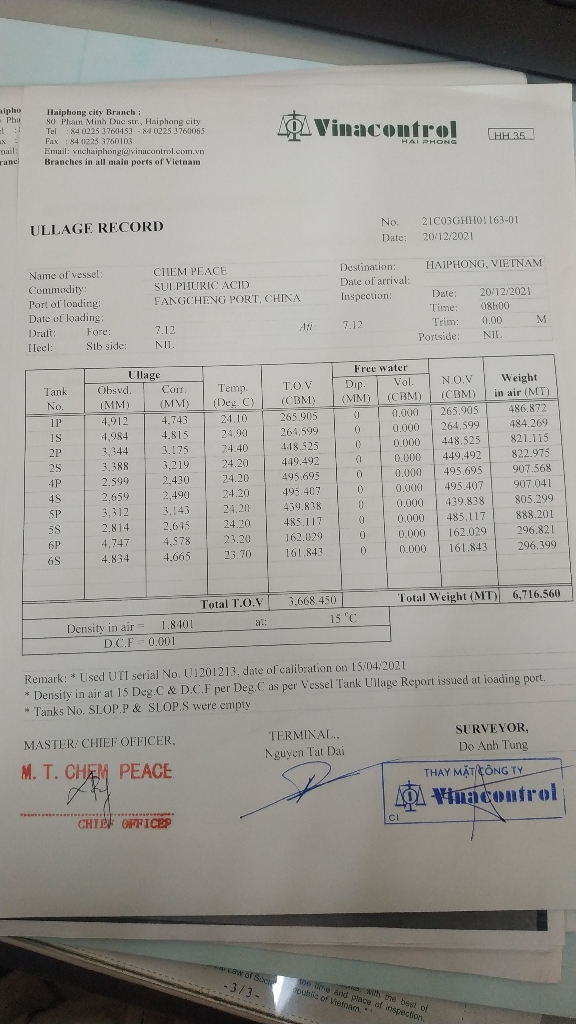 Haiphong city Branch :
80 Pham Minh Duc str., Haiphong city
Tel : 84 0225 3760453 - 84 0225 3760065
Fax : 84 0225 3760103
Email: vnchaiphong@vinacontrol.com.vn
Branches in all main ports of Vietnam
Vinacontrol
HAI PHONG
HH.35
ULLAGE RECORD
No. 21C03GHH01163-01
Date: 20/12/2021
Name of vessel: CHEM PEACE
Commodity: SULPHURIC ACID
Port of loading: FANGCHENG PORT, CHINA
Date of loading:
Draft: Fore: 7.12 Aft 7.12
Heel: Stb side: NIL
Destination: HAIPHONG, VIETNAM
Date of arrival:
Inspection: Date: 20/12/2021
Time: 08h00
Trim: 0.00 M
Portside: NIL
Tank No. Ullage Obsvd. (MM) Corr. (MM) Temp. (Deg. C) T.O.V (CBM) Free water Dip. (MM) Vol. (CBM) N.O.V (CBM) Weight in air (MT)
1P 4,912 4,743 24.10 265.905 0 0.000 265.905 486.872
1S 4,984 4,815 24.90 264.599 0 0.000 264.599 484.269
2P 3,344 3,175 24.40 448.525 0 0.000 448.525 821.115
2S 3,388 3,219 24.20 449.492 0 0.000 449.492 822.975
4P 2,599 2,430 24.20 495.695 0 0.000 495.695 907.568
4S 2,659 2,490 24.20 495.407 0 0.000 495.407 907.041
5P 3,312 3,143 24.20 439.838 0 0.000 439.838 805.299
5S 2,814 2,645 24.20 485.117 0 0.000 485.117 888.201
6P 4,747 4,578 23.20 162.029 0 0.000 162.029 296.821
6S 4,834 4,665 23.70 161.843 0 0.000 161.843 296.399
Total T.O.V 3,668.450 Total Weight (MT) 6,716.560
Density in air = 1.8401 at: 15 °C
D.C.F = 0.001
Remark: * Used UTI serial No. U1201213, date of calibration on 15/04/2021
* Density in air at 15 Deg.C & D.C.F per Deg.C as per Vessel Tank Ullage Report issued at loading port.
* Tanks No. SLOP.P & SLOP.S were empty
MASTER/ CHIEF OFFICER,
M. T. CHEM PEACE
CHIEF OFFICER
TERMINAL.,
Nguyen Tat Dai
SURVEYOR,
Do Anh Tung
THAY MẶT CÔNG TY
Vinacontrol
CI
-3/3-
with the best of
the time and place of inspection.
public of Vietnam.